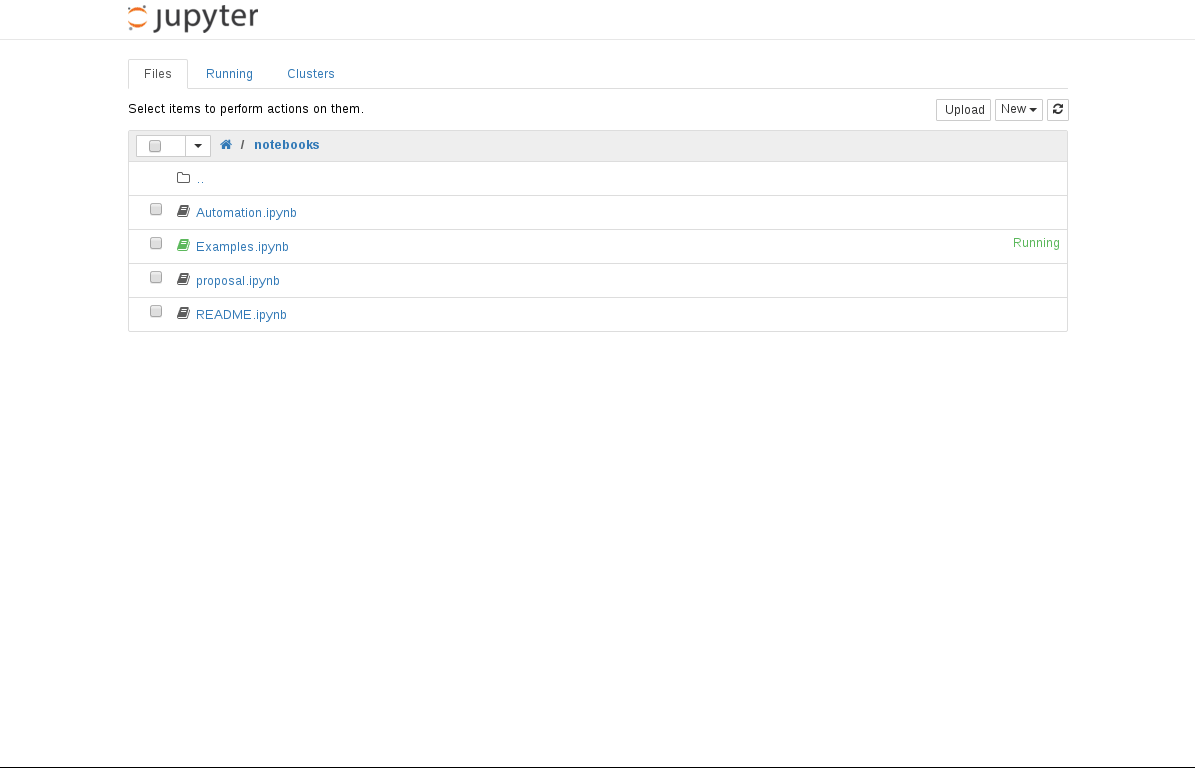 jupyter
Files Running Clusters
Select items to perform actions on them. Upload New
/ notebooks
..
Automation.ipynb
Examples.ipynb Running
proposal.ipynb
README.ipynb